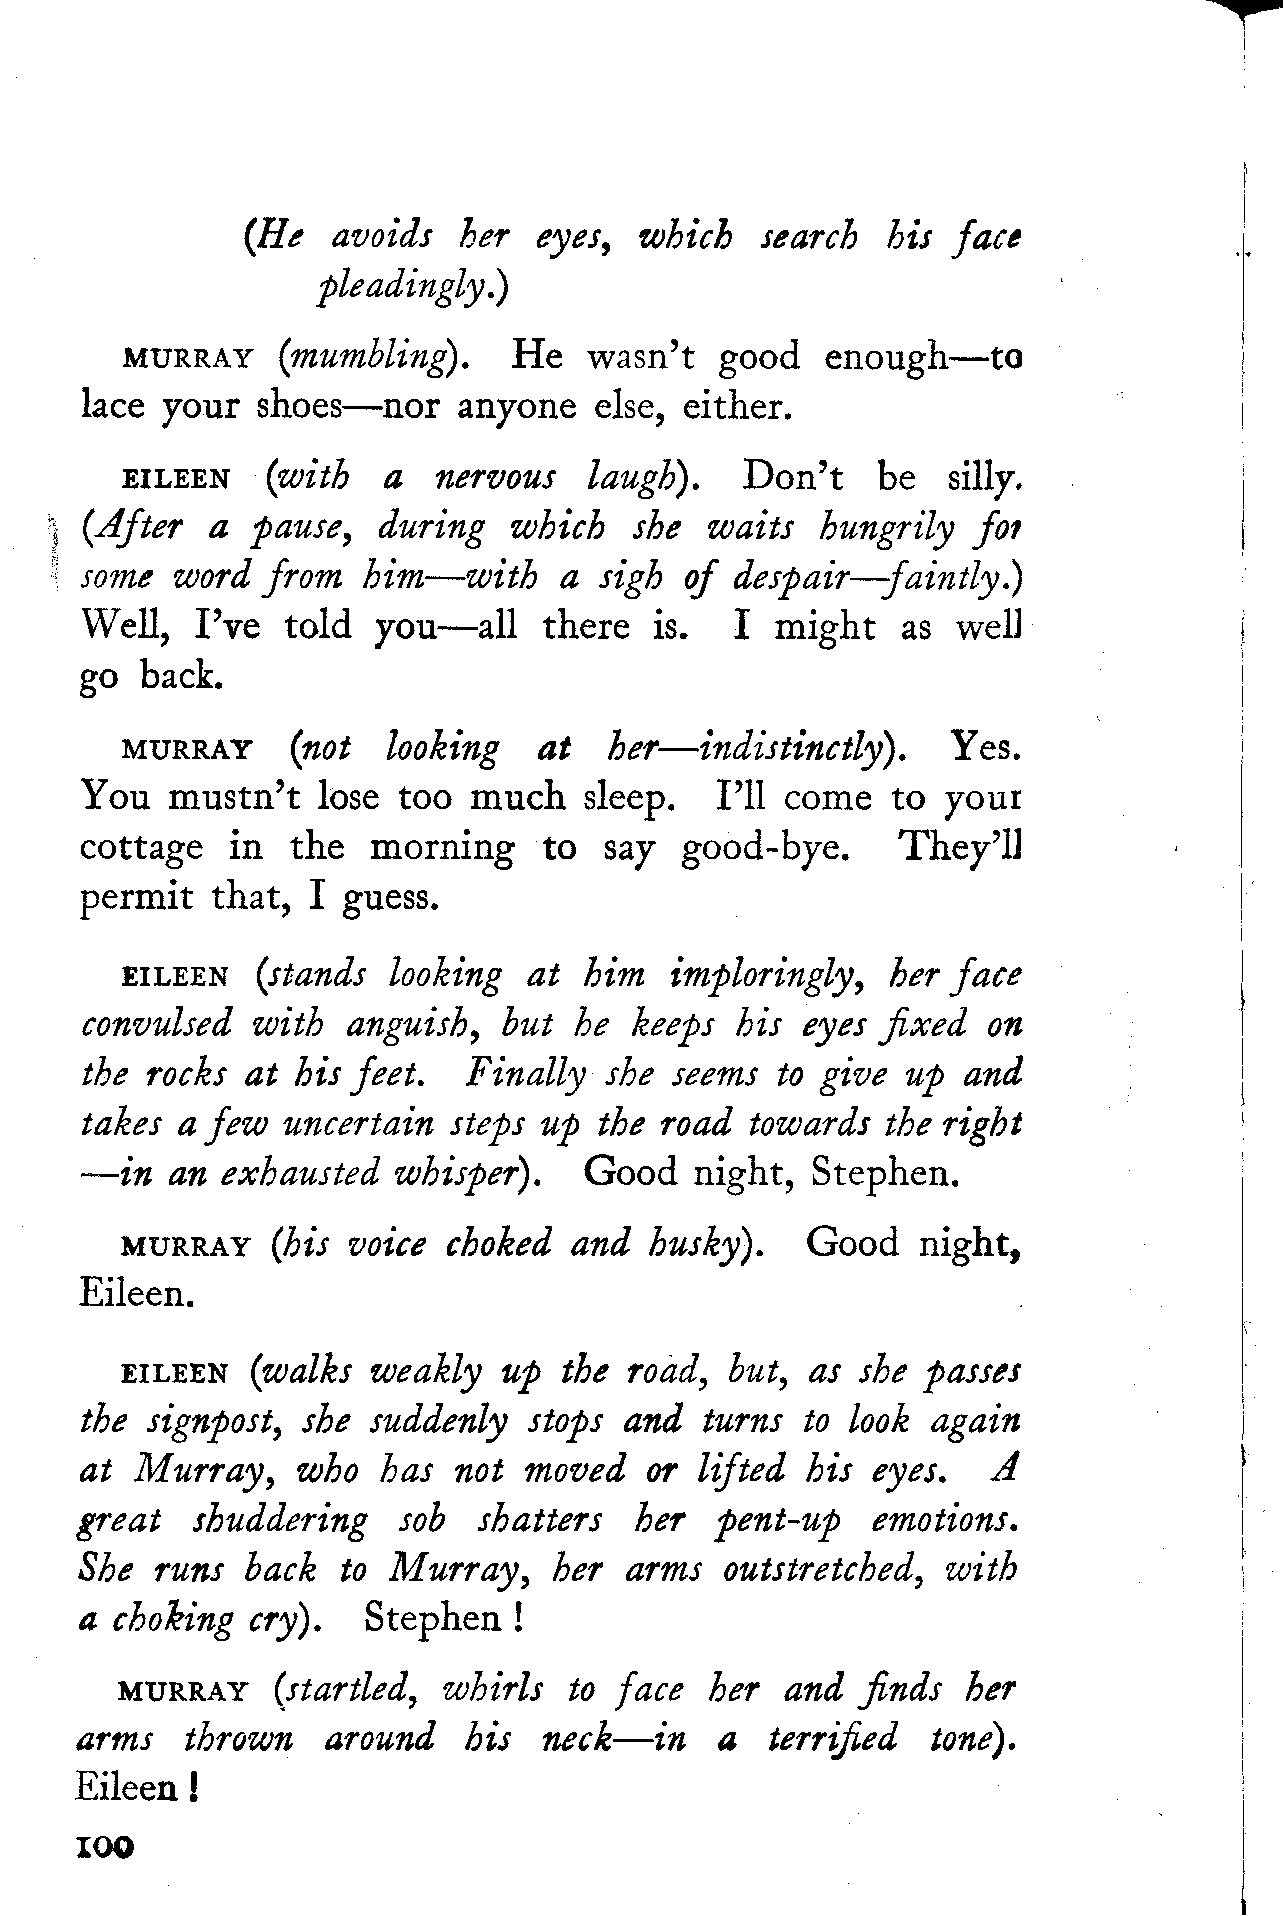 (He avoids her eyes, which search his face
pleadingly.)
MURRAY (mumbling). He wasn't good enough—to
lace your shoes—nor anyone else, either.
EILEEN (with a nervous laugh). Don't be silly.
(After a pause, during which she waits hungrily for
some word from him—with a sigh of despair—faintly.)
Well, I've told you—all there is. I might as well
go back.
MURRAY (not looking at her—indistinctly). Yes.
You mustn't lose too much sleep. I'll come to your
cottage in the morning to say good-bye. They'll
permit that, I guess.
EILEEN (stands looking at him imploringly, her face
convulsed with anguish, but he keeps his eyes fixed on
the rocks at his feet. Finally she seems to give up and
takes a few uncertain steps up the road towards the right
—in an exhausted whisper). Good night, Stephen.
MURRAY (his voice choked and husky). Good night,
Eileen.
EILEEN (walks weakly up the road, but, as she passes
the signpost, she suddenly stops and turns to look again
at Murray, who has not moved or lifted his eyes. A
great shuddering sob shatters her pent-up emotions.
She runs back to Murray, her arms outstretched, with
a choking cry). Stephen !
MURRAY (startled, whirls to face her and finds her
arms thrown around his neck—in a terrified tone).
Eileen !
100